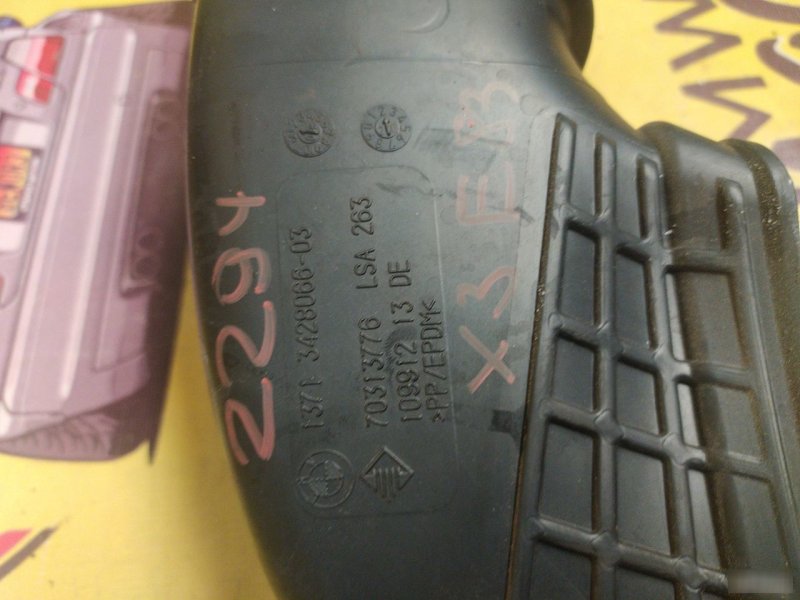 2294
1371 3428066-03
70313776 LSA 263
109912 13 DE
>PP/EPDM<
X3 E83